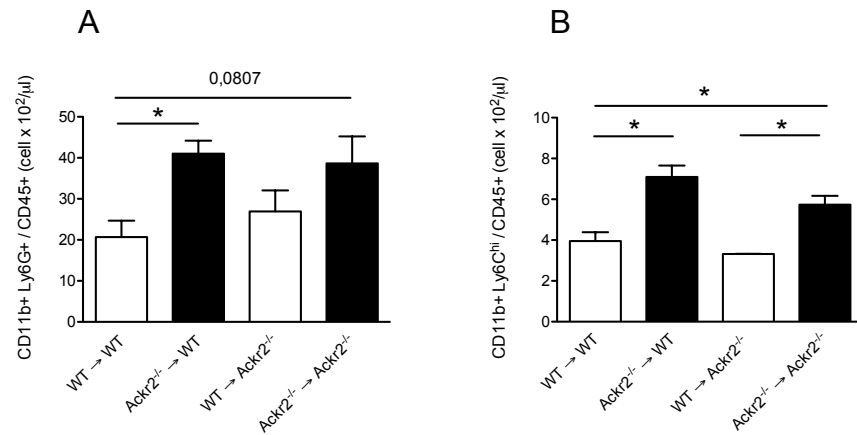 A
CD11b+ Ly6G+ / CD45+ (cell x 10²/µl)
50
40
30
20
10
0
0,0807
*
WT → WT
Ackr2⁻/⁻ → WT
WT → Ackr2⁻/⁻
Ackr2⁻/⁻ → Ackr2⁻/⁻
B
CD11b+ Ly6Cʰⁱ / CD45+ (cell x 10²/µl)
10
8
6
4
2
0
*
*
*
WT → WT
Ackr2⁻/⁻ → WT
WT → Ackr2⁻/⁻
Ackr2⁻/⁻ → Ackr2⁻/⁻